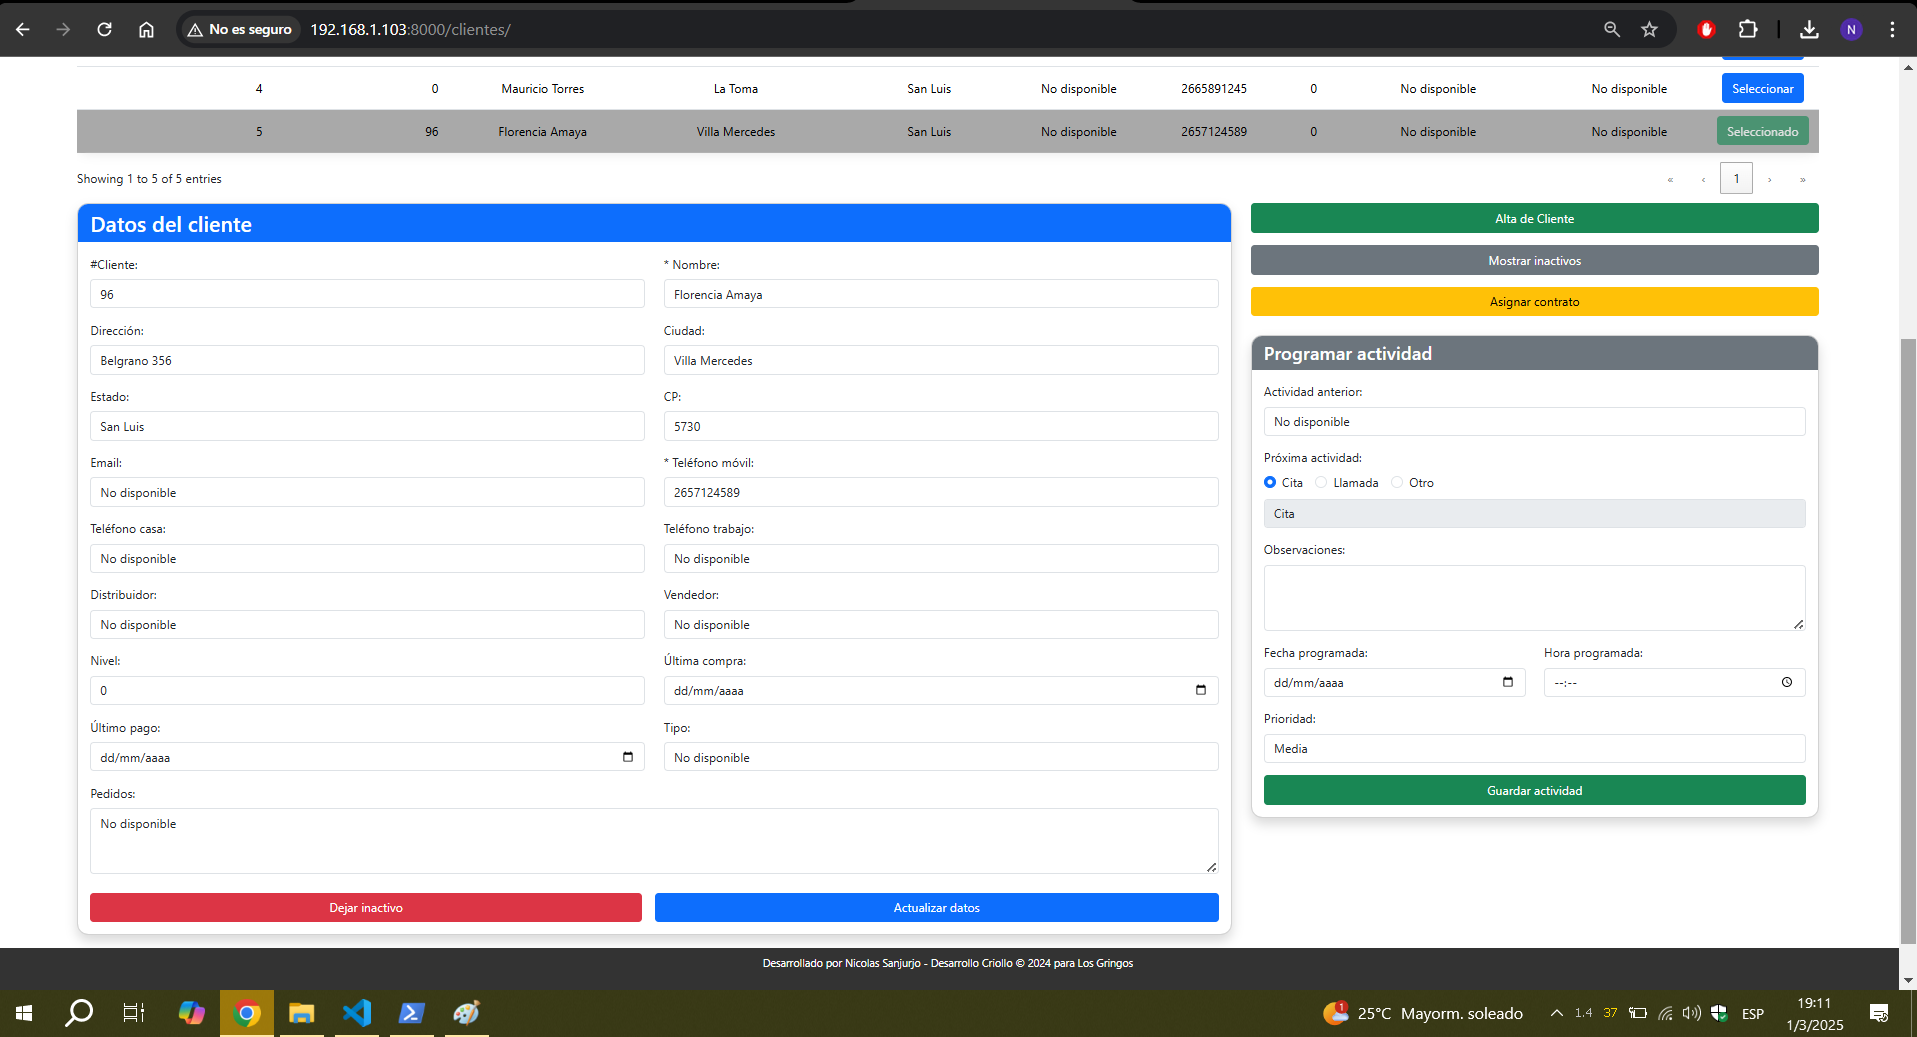 No es seguro 192.168.1.103:8000/clientes/ N
4 0 Mauricio Torres La Toma San Luis No disponible 2665891245 0 No disponible No disponible Seleccionar
5 96 Florencia Amaya Villa Mercedes San Luis No disponible 2657124589 0 No disponible No disponible Seleccionado
Showing 1 to 5 of 5 entries « ‹ 1 › »
Datos del cliente
#Cliente: * Nombre:
96 Florencia Amaya
Dirección: Ciudad:
Belgrano 356 Villa Mercedes
Estado: CP:
San Luis 5730
Email: * Teléfono móvil:
No disponible 2657124589
Teléfono casa: Teléfono trabajo:
No disponible No disponible
Distribuidor: Vendedor:
No disponible No disponible
Nivel: Última compra:
0 dd/mm/aaaa
Último pago: Tipo:
dd/mm/aaaa No disponible
Pedidos:
No disponible
Dejar inactivo Actualizar datos
Alta de Cliente
Mostrar inactivos
Asignar contrato
Programar actividad
Actividad anterior:
No disponible
Próxima actividad:
Cita Llamada Otro
Cita
Observaciones:
Fecha programada: Hora programada:
dd/mm/aaaa --:--
Prioridad:
Media
Guardar actividad
Desarrollado por Nicolas Sanjurjo - Desarrollo Criollo © 2024 para Los Gringos
1 25°C Mayorm. soleado 1.4 37 ESP 19:11
1/3/2025